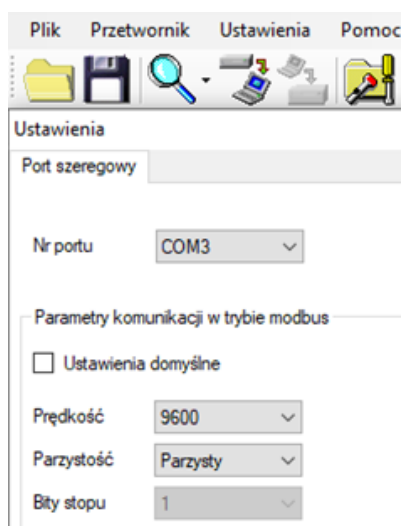 Plik Przetwornik Ustawienia Pomoc
Ustawienia
Port szeregowy
Nr portu COM3
Parametry komunikacji w trybie modbus
Ustawienia domyślne
Prędkość 9600
Parzystość Parzysty
Bity stopu 1